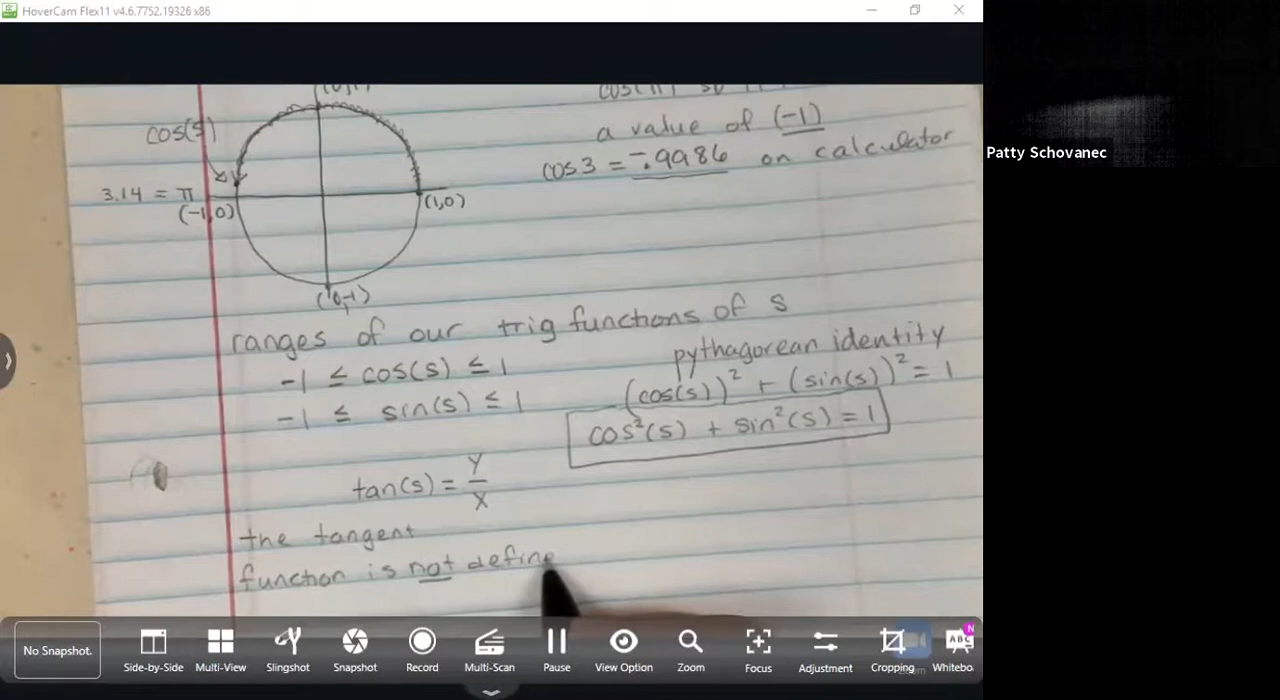 HoverCam Flex11 v4.6.7752.19326 x86
a value of (-1)
cos(s)
cos 3 = -.9986 on calculator
Patty Schovanec
3.14 = π
(-1,0)
(1,0)
(0,-1)
ranges of our trig functions of s
-1 ≤ cos(s) ≤ 1
-1 ≤ sin(s) ≤ 1
pythagorean identity
(cos(s))² + (sin(s))² = 1
cos²(s) + sin²(s) = 1
tan(s) = Y/X
the tangent
function is not define
No Snapshot.
Side-by-Side
Multi-View
Slingshot
Snapshot
Record
Multi-Scan
Pause
View Option
Zoom
Focus
Adjustment
Cropping
ABC
N
Whiteboa